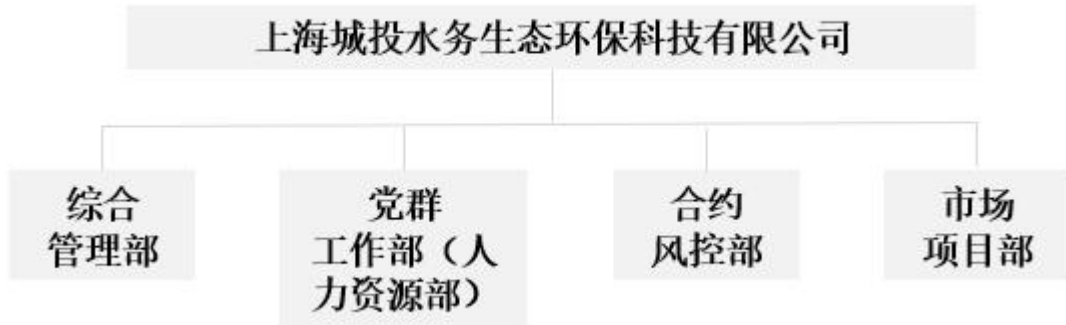 上海城投水务生态环保科技有限公司
综合
管理部
党群
工作部（人
力资源部）
合约
风控部
市场
项目部